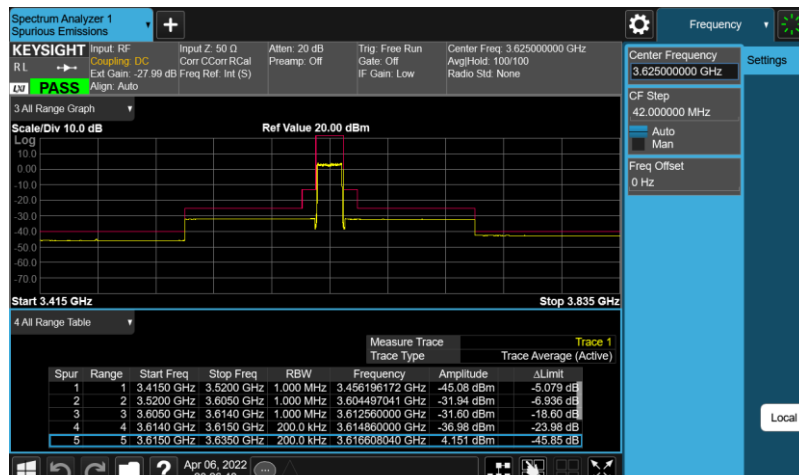 Spectrum Analyzer 1
Spurious Emissions
+
Frequency
KEYSIGHT Input: RF Input Z: 50 Ω Atten: 20 dB Trig: Free Run Center Freq: 3.625000000 GHz
RL Coupling: DC Corr CCorr RCal Preamp: Off Gate: Off Avg|Hold: 100/100
Ext Gain: -27.99 dB Freq Ref: Int (S) IF Gain: Low Radio Std: None
LXI PASS Align: Auto
Center Frequency
3.625000000 GHz
Settings
CF Step
42.000000 MHz
Auto
Man
Freq Offset
0 Hz
3 All Range Graph
Scale/Div 10.0 dB Ref Value 20.00 dBm
Log
10.0
0.00
-10.0
-20.0
-30.0
-40.0
-50.0
-60.0
-70.0
Start 3.415 GHz Stop 3.835 GHz
4 All Range Table
Measure Trace Trace 1
Trace Type Trace Average (Active)
Spur Range Start Freq Stop Freq RBW Frequency Amplitude ΔLimit
1 1 3.4150 GHz 3.5200 GHz 1.000 MHz 3.456196172 GHz -45.08 dBm -5.079 dB
2 2 3.5200 GHz 3.6050 GHz 1.000 MHz 3.604497041 GHz -31.94 dBm -6.936 dB
3 3 3.6050 GHz 3.6140 GHz 1.000 MHz 3.612560000 GHz -31.60 dBm -18.60 dB
4 4 3.6140 GHz 3.6150 GHz 200.0 kHz 3.614860000 GHz -36.98 dBm -23.98 dB
5 5 3.6150 GHz 3.6350 GHz 200.0 kHz 3.616608040 GHz 4.151 dBm -45.85 dB
Local
? Apr 06, 2022